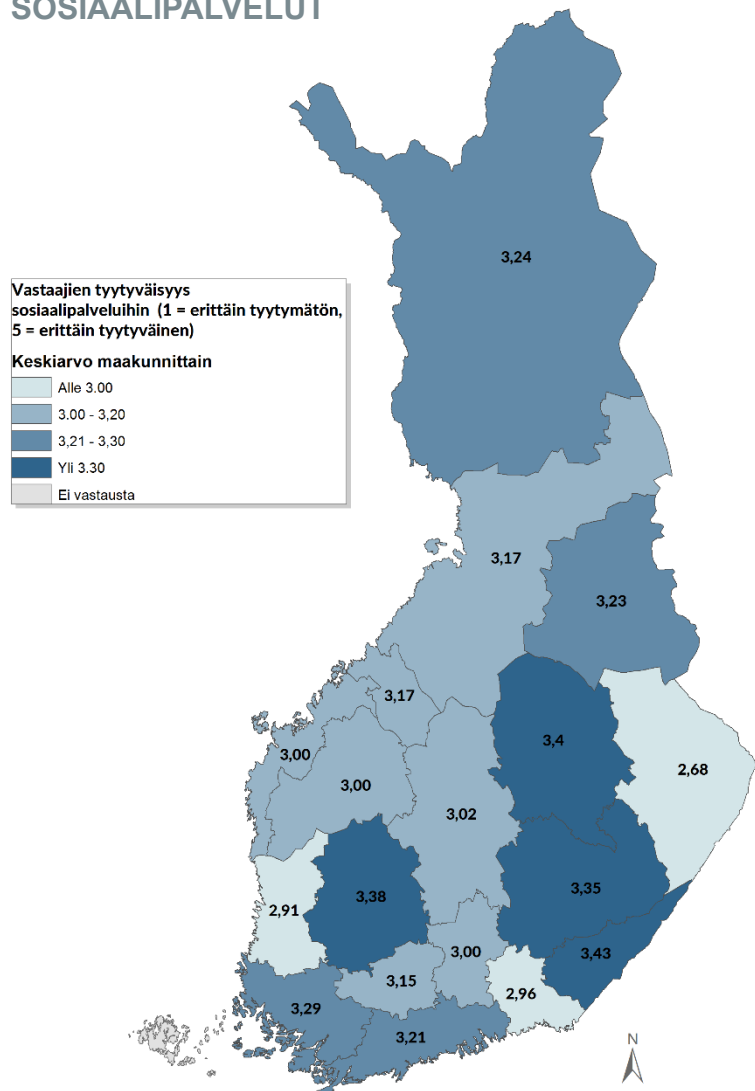 SOSIAALIPALVELUT
Vastaajien tyytyväisyys
sosiaalipalveluihin (1 = erittäin tyytymätön,
5 = erittäin tyytyväinen)
Keskiarvo maakunnittain
Alle 3.00
3.00 - 3,20
3,21 - 3,30
Yli 3.30
Ei vastausta
3,24
3,17
3,23
3,17
3,4
3,00
2,68
3,00
3,02
3,38
3,35
2,91
3,00
3,43
3,15
2,96
3,29
3,21
N